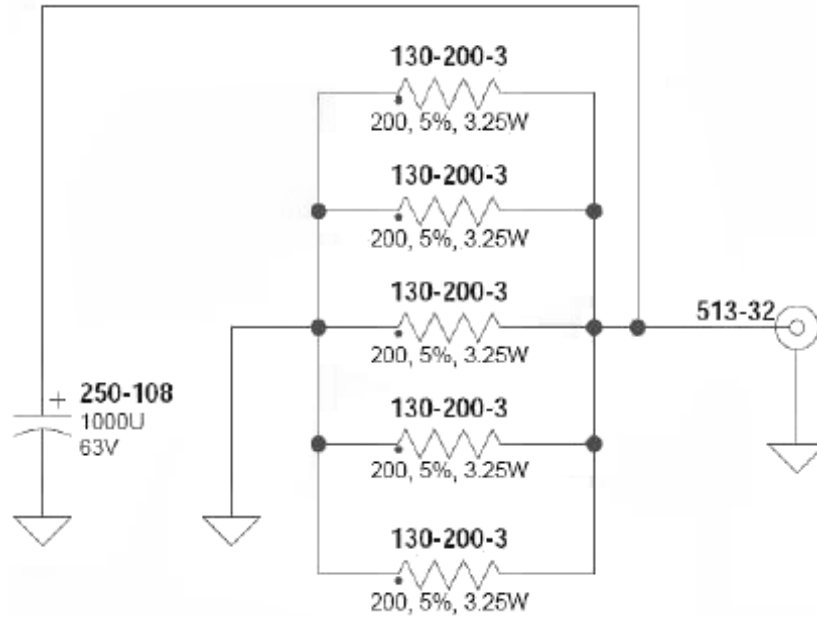 130-200-3
200, 5%, 3.25W
130-200-3
200, 5%, 3.25W
130-200-3
513-32
200, 5%, 3.25W
+ 250-108
1000U
63V
130-200-3
200, 5%, 3.25W
130-200-3
200, 5%, 3.25W